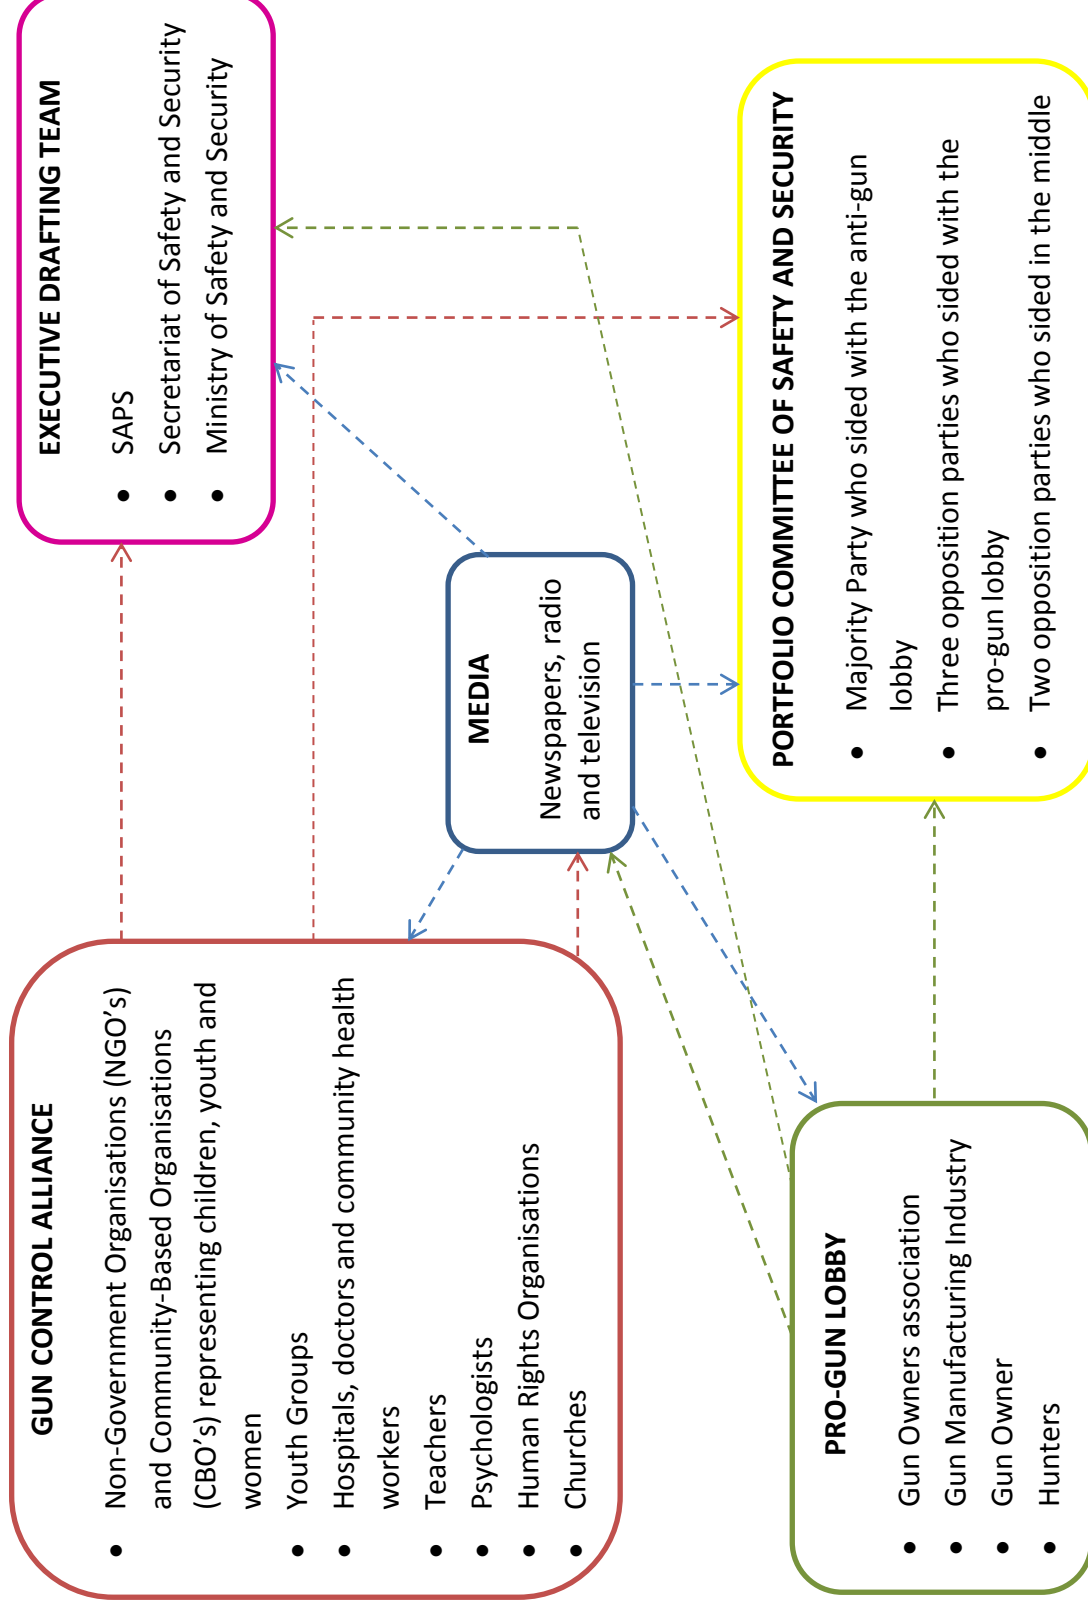 GUN CONTROL ALLIANCE
• Non-Government Organisations (NGO’s)
and Community-Based Organisations
(CBO’s) representing children, youth and
women
• Youth Groups
• Hospitals, doctors and community health
workers
• Teachers
• Psychologists
• Human Rights Organisations
• Churches
EXECUTIVE DRAFTING TEAM
• SAPS
• Secretariat of Safety and Security
• Ministry of Safety and Security
MEDIA
Newspapers, radio
and television
PRO-GUN LOBBY
• Gun Owners association
• Gun Manufacturing Industry
• Gun Owner
• Hunters
PORTFOLIO COMMITTEE OF SAFETY AND SECURITY
• Majority Party who sided with the anti-gun
lobby
• Three opposition parties who sided with the
pro-gun lobby
• Two opposition parties who sided in the middle